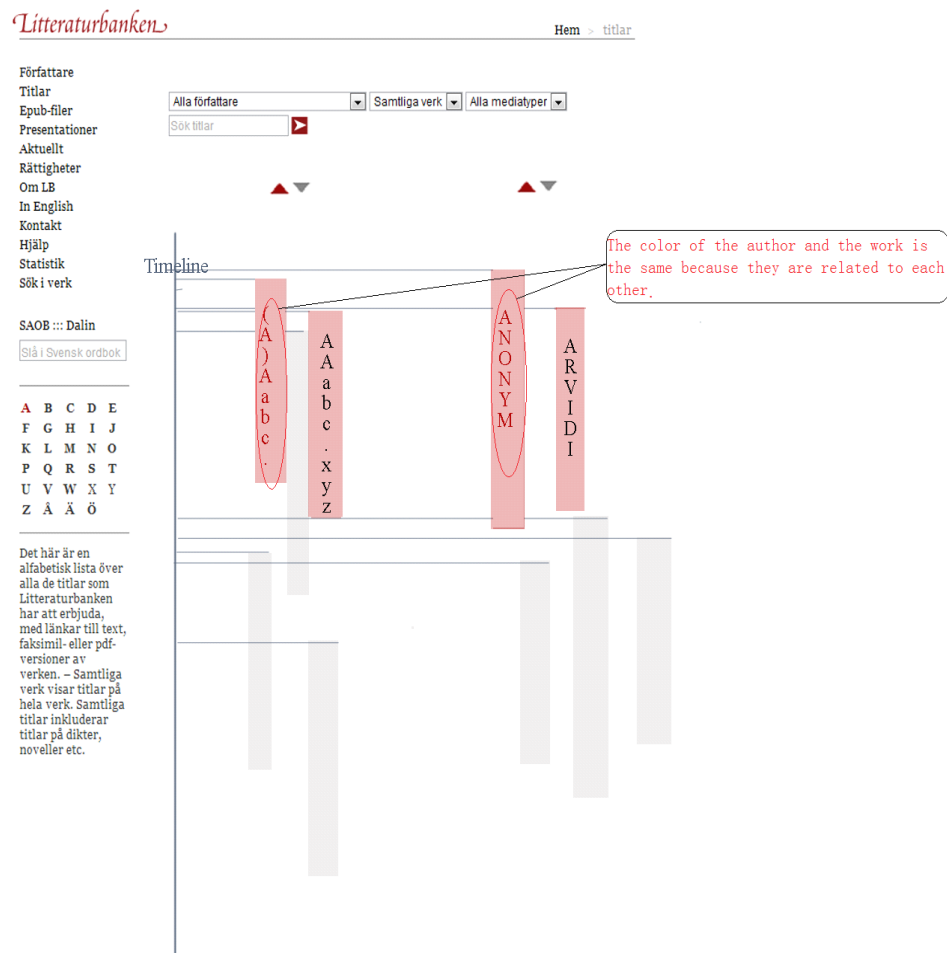 Litteraturbanken
Hem > titlar
Författare
Titlar
Epub-filer
Presentationer
Aktuellt
Rättigheter
Om LB
In English
Kontakt
Hjälp
Statistik
Sök i verk
SAOB ::: Dalin
Slå i Svensk ordbok
A B C D E
F G H I J
K L M N O
P Q R S T
U V W X Y
Z Å Ä Ö
Det här är en
alfabetisk lista över
alla de titlar som
Litteraturbanken
har att erbjuda,
med länkar till text,
faksimil- eller pdf-
versioner av
verken. – Samtliga
verk visar titlar på
hela verk. Samtliga
titlar inkluderar
titlar på dikter,
noveller etc.
Alla författare Samtliga verk Alla mediatyper
Sök titlar
Timeline
(A)Aabc.
AAabc.xyz
ANONYM
ARVIDI
The color of the author and the work is
the same because they are related to each
other.